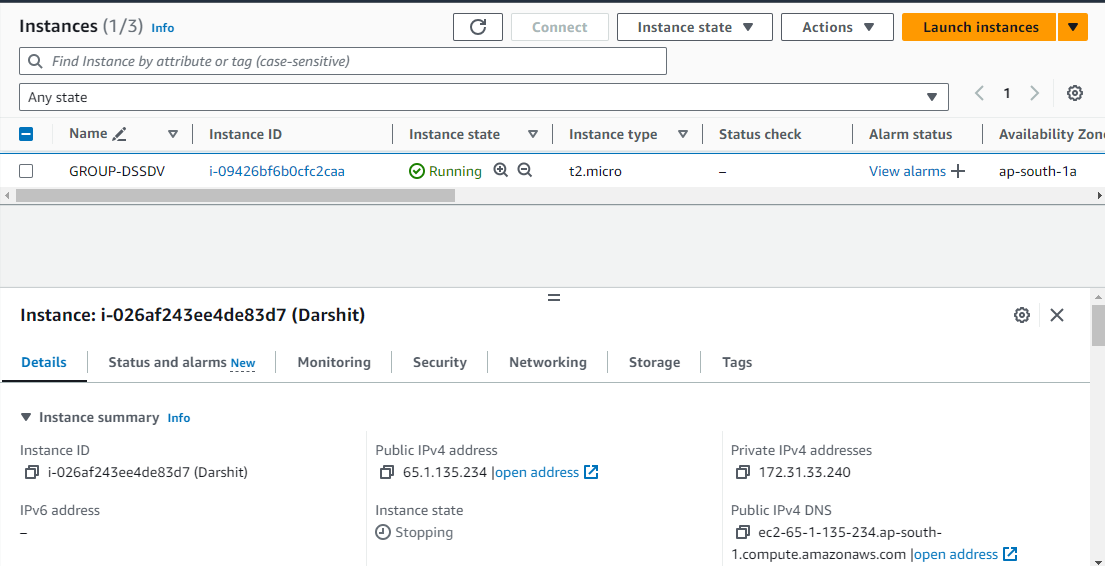 Instances (1/3) Info Connect Instance state Actions Launch instances
Find Instance by attribute or tag (case-sensitive)
Any state 1
Name Instance ID Instance state Instance type Status check Alarm status Availability Zone
GROUP-DSSDV i-09426bf6b0cfc2caa Running t2.micro – View alarms + ap-south-1a
Instance: i-026af243ee4de83d7 (Darshit)
Details Status and alarms New Monitoring Security Networking Storage Tags
Instance summary Info
Instance ID Public IPv4 address Private IPv4 addresses
i-026af243ee4de83d7 (Darshit) 65.1.135.234 |open address 172.31.33.240
IPv6 address Instance state Public IPv4 DNS
– Stopping ec2-65-1-135-234.ap-south-
1.compute.amazonaws.com |open address